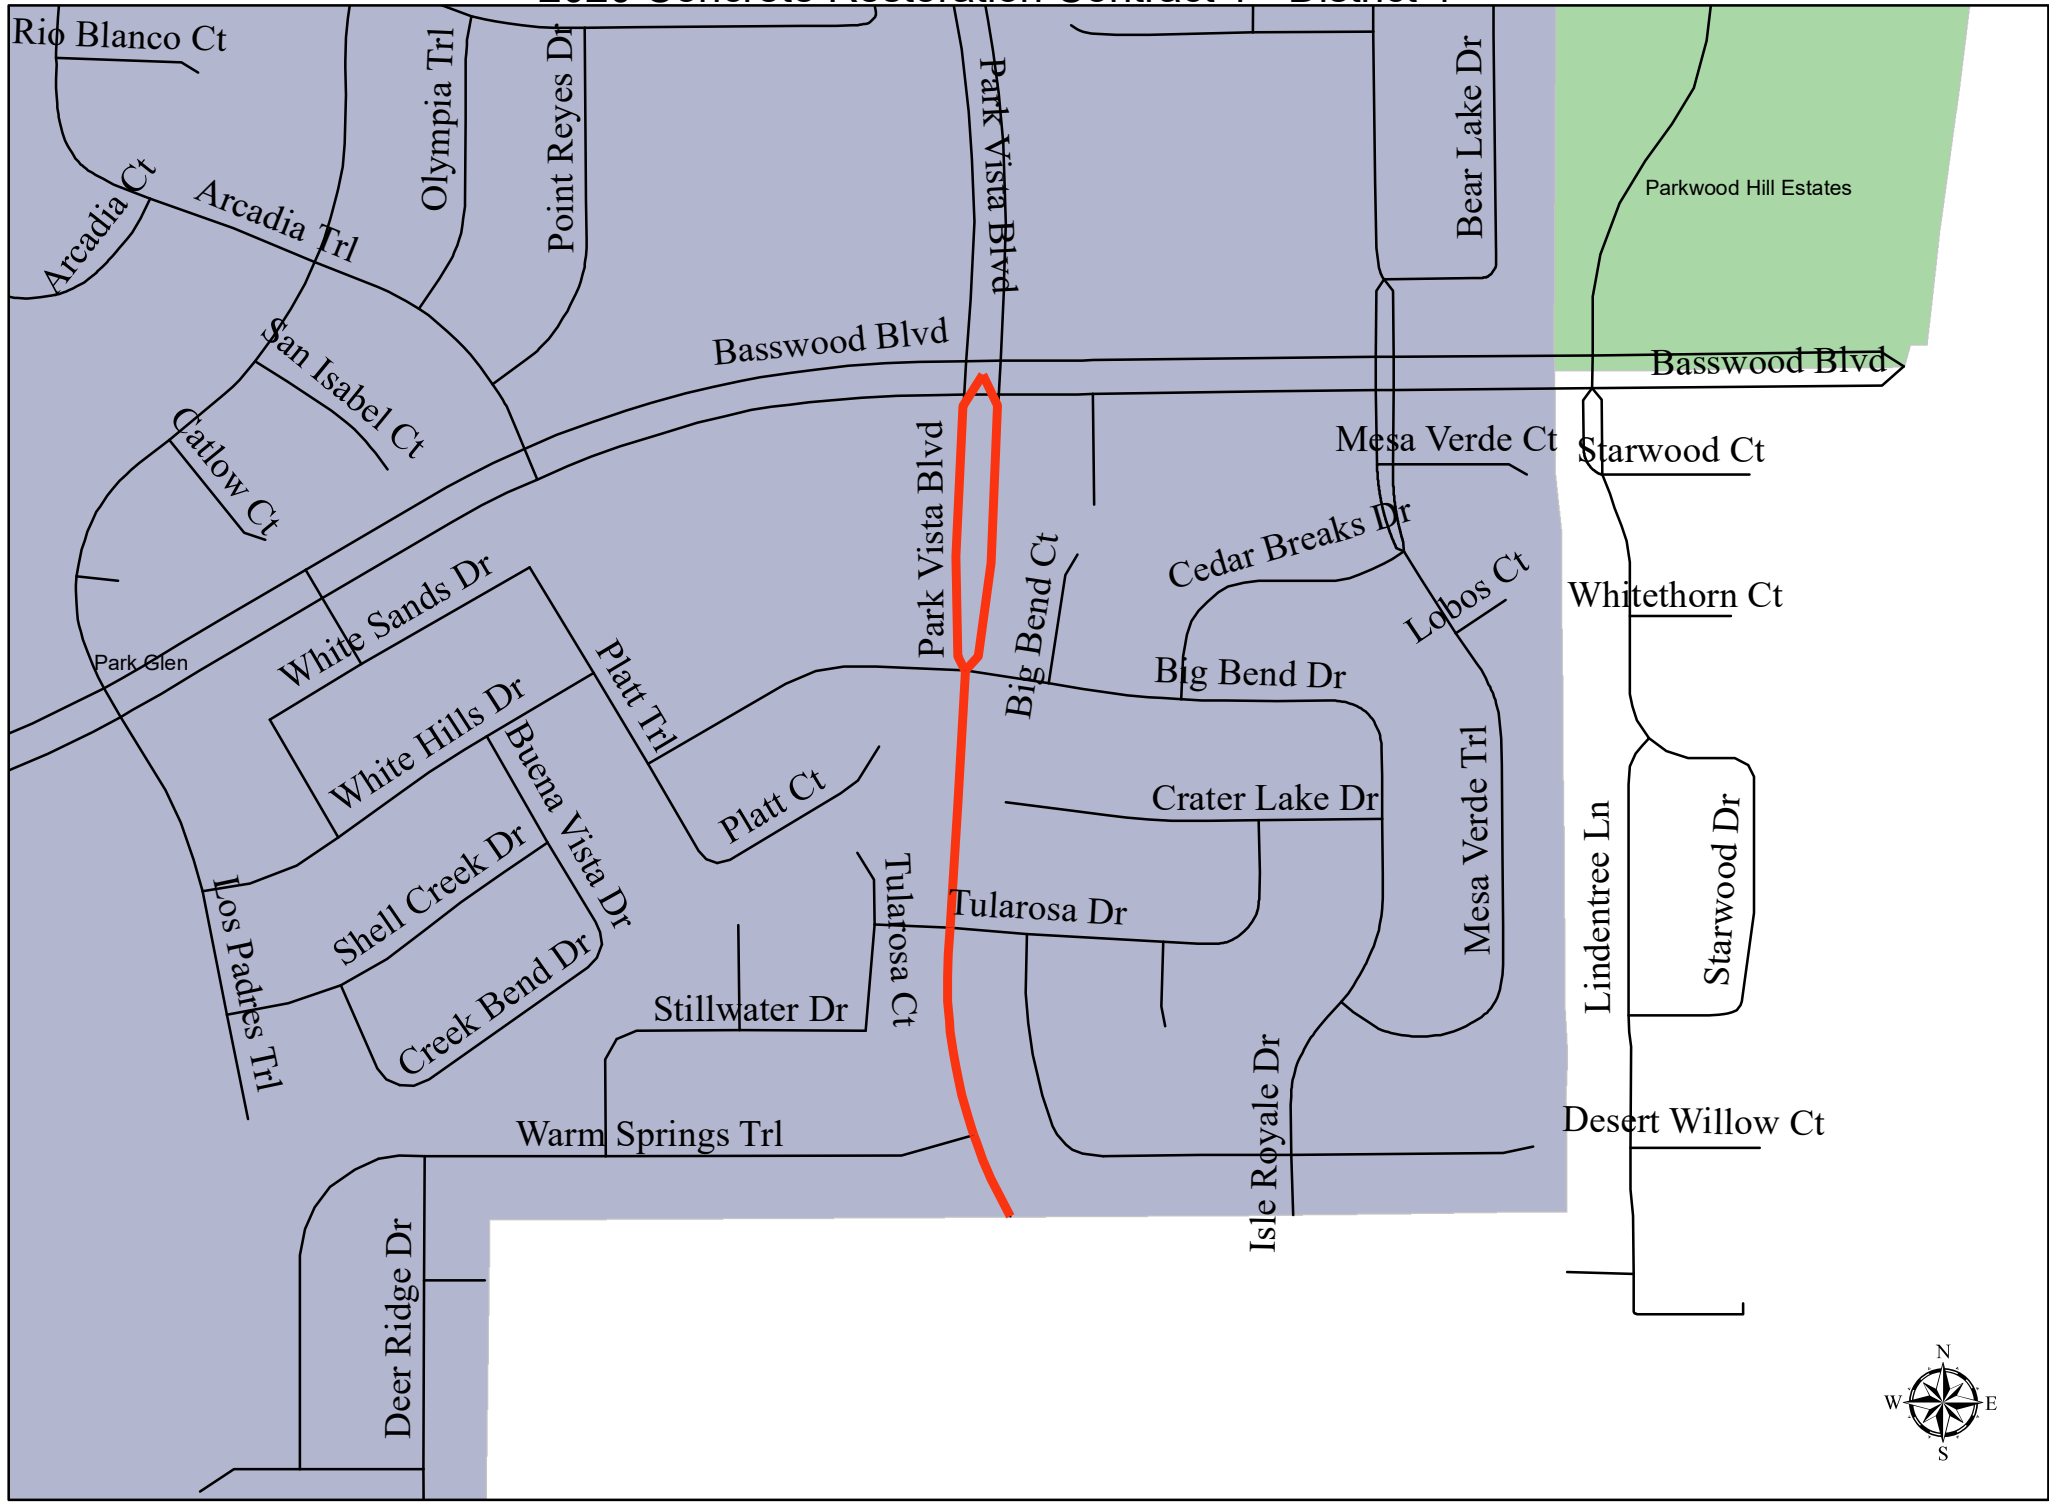 2020 Concrete Restoration Contract
Rio Blanco Ct
Olympia Trl
Point Reyes Dr
Park Vista Blvd
Bear Lake Dr
Parkwood Hill Estates
Arcadia Ct
Arcadia Trl
San Isabel Ct
Basswood Blvd
Basswood Blvd
Catlow Ct
Park Vista Blvd
Mesa Verde Ct
Starwood Ct
Cedar Breaks Dr
Lobos Ct
Whitethorn Ct
White Sands Dr
Park Glen
Big Bend Ct
Big Bend Dr
Platt Trl
White Hills Dr
Buena Vista Dr
Platt Ct
Crater Lake Dr
Mesa Verde Trl
Lindentree Ln
Starwood Dr
Shell Creek Dr
Tularosa Ct
Tularosa Dr
Los Padres Trl
Creek Bend Dr
Stillwater Dr
Isle Royale Dr
Warm Springs Trl
Desert Willow Ct
Deer Ridge Dr
N
W
E
S